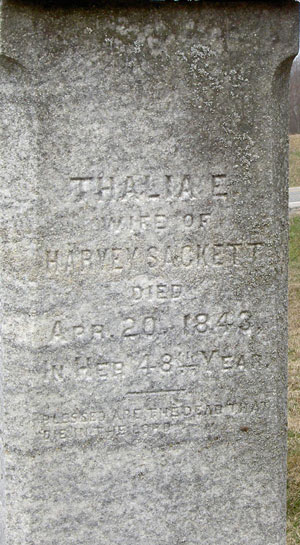 THALIA E.
WIFE OF
HARVEY SACKETT
DIED
APR. 20, 1843,
IN HER 48TH YEAR.
BLESSED ARE THE DEAD THAT
DIE IN THE LORD